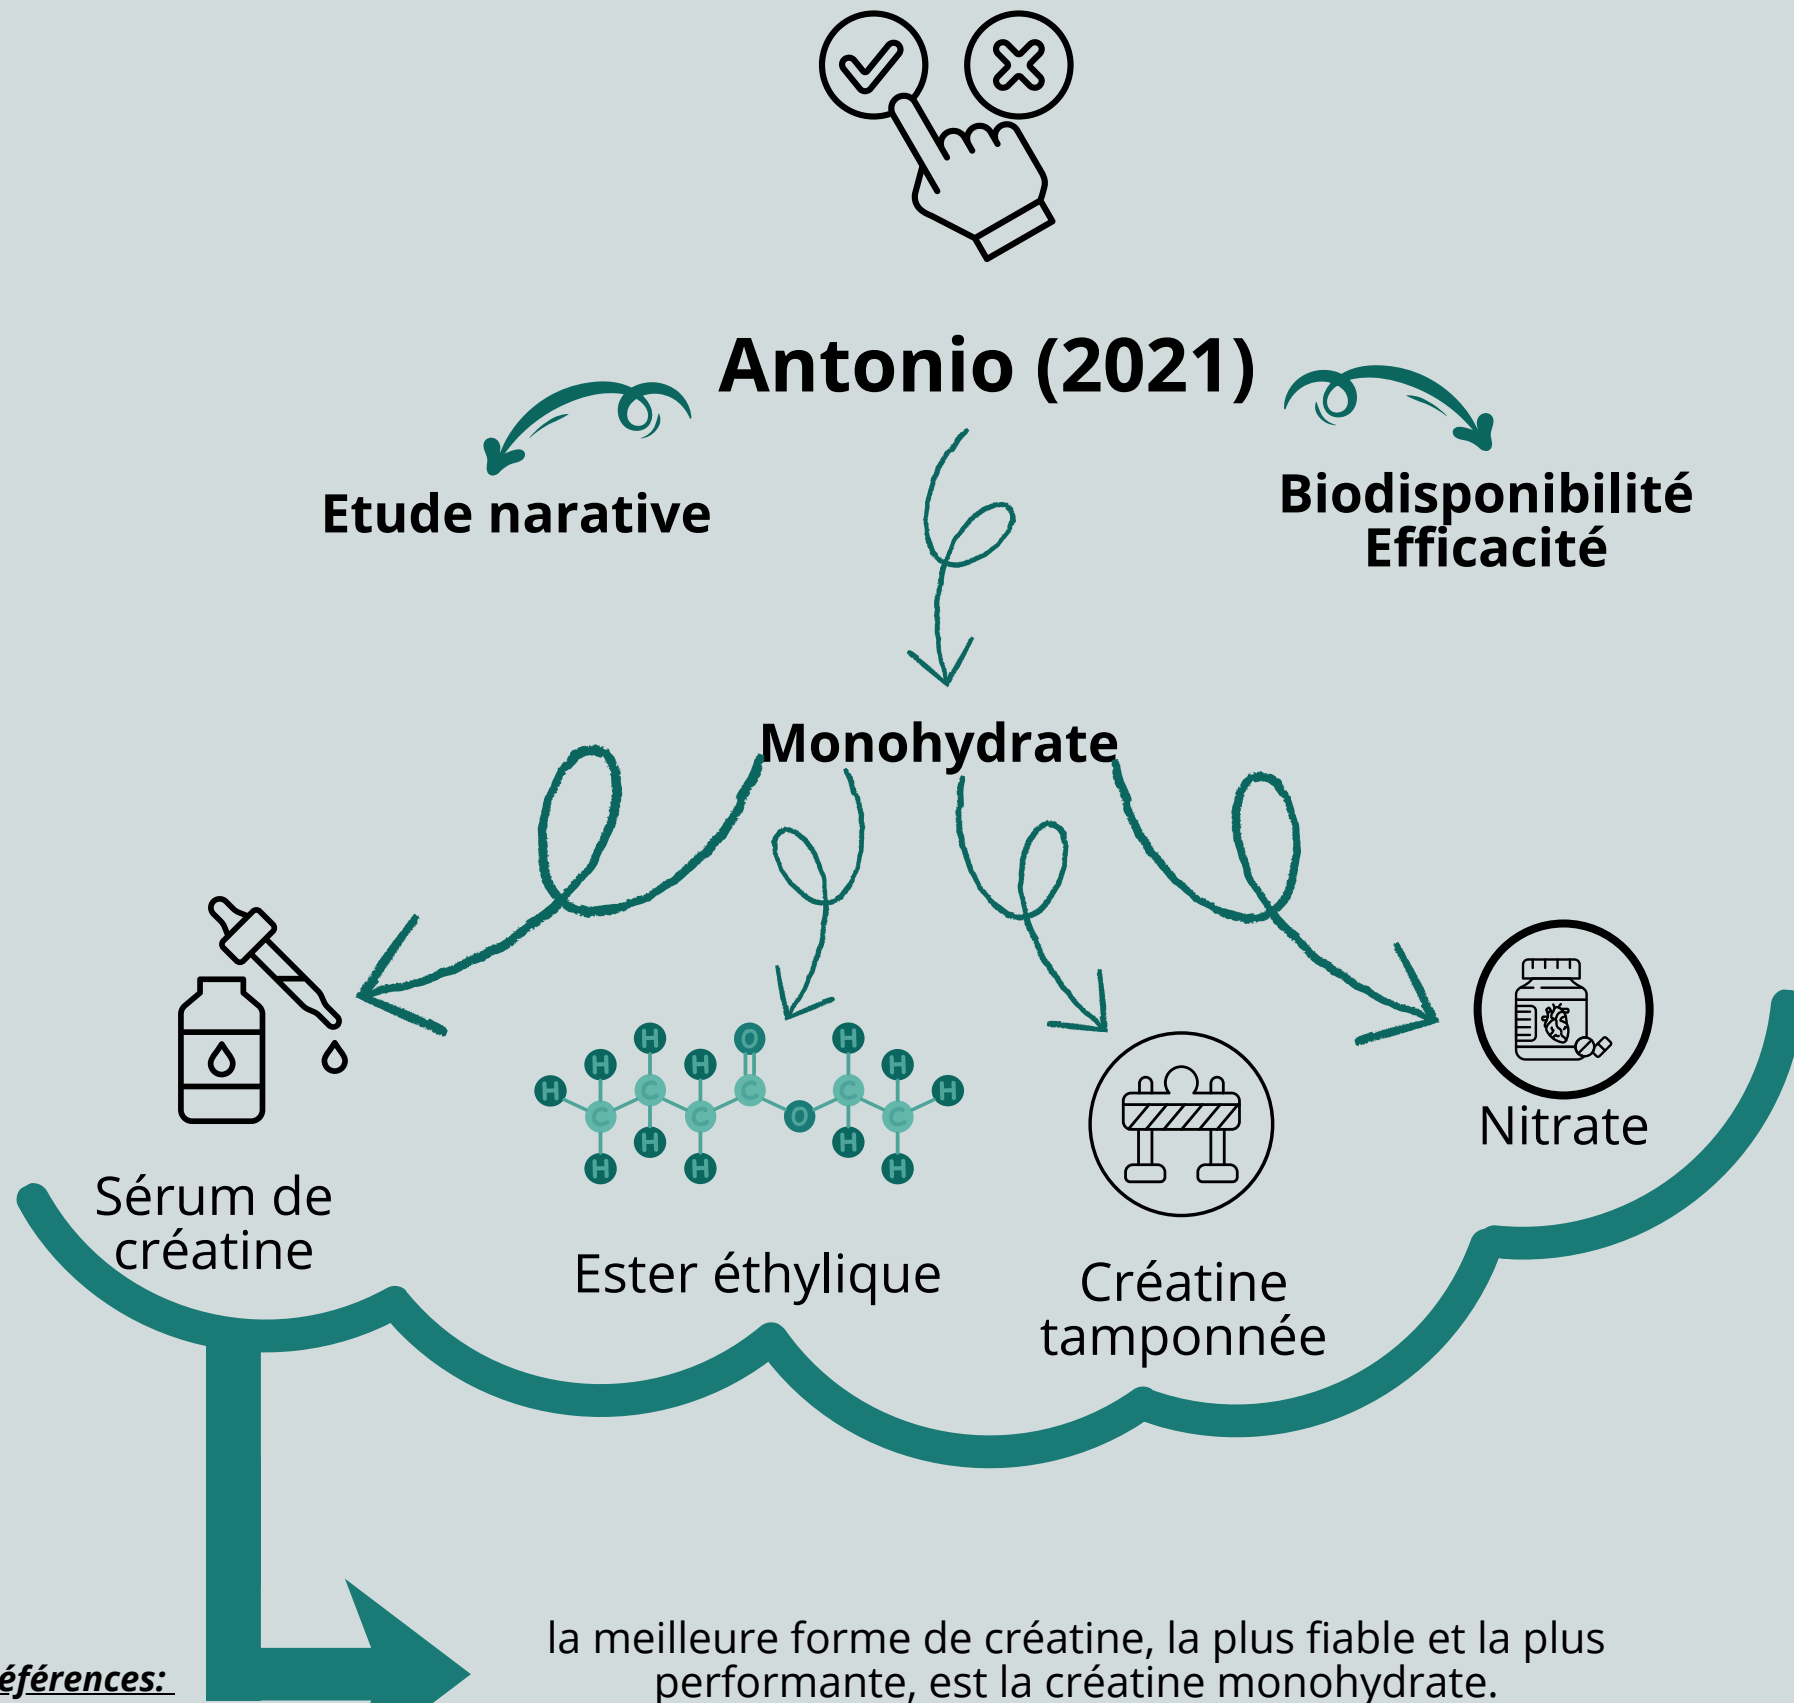 Antonio (2021)
Etude narative
Biodisponibilité
Efficacité
Monohydrate
Sérum de
créatine
H H H H H O C C C C O H H C C H H H H H H
Ester éthylique
Créatine
tamponnée
Nitrate
la meilleure forme de créatine, la plus fiable et la plus
performante, est la créatine monohydrate.
éférences: